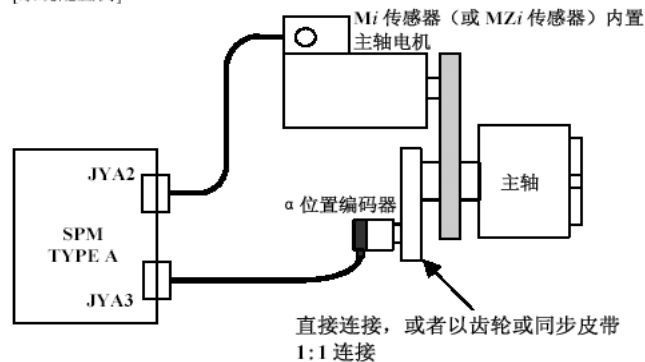 Mi 传感器（或 MZi 传感器）内置
主轴电机
JYA2
主轴
α 位置编码器
SPM
TYPE A
JYA3
直接连接，或者以齿轮或同步皮带
1:1 连接